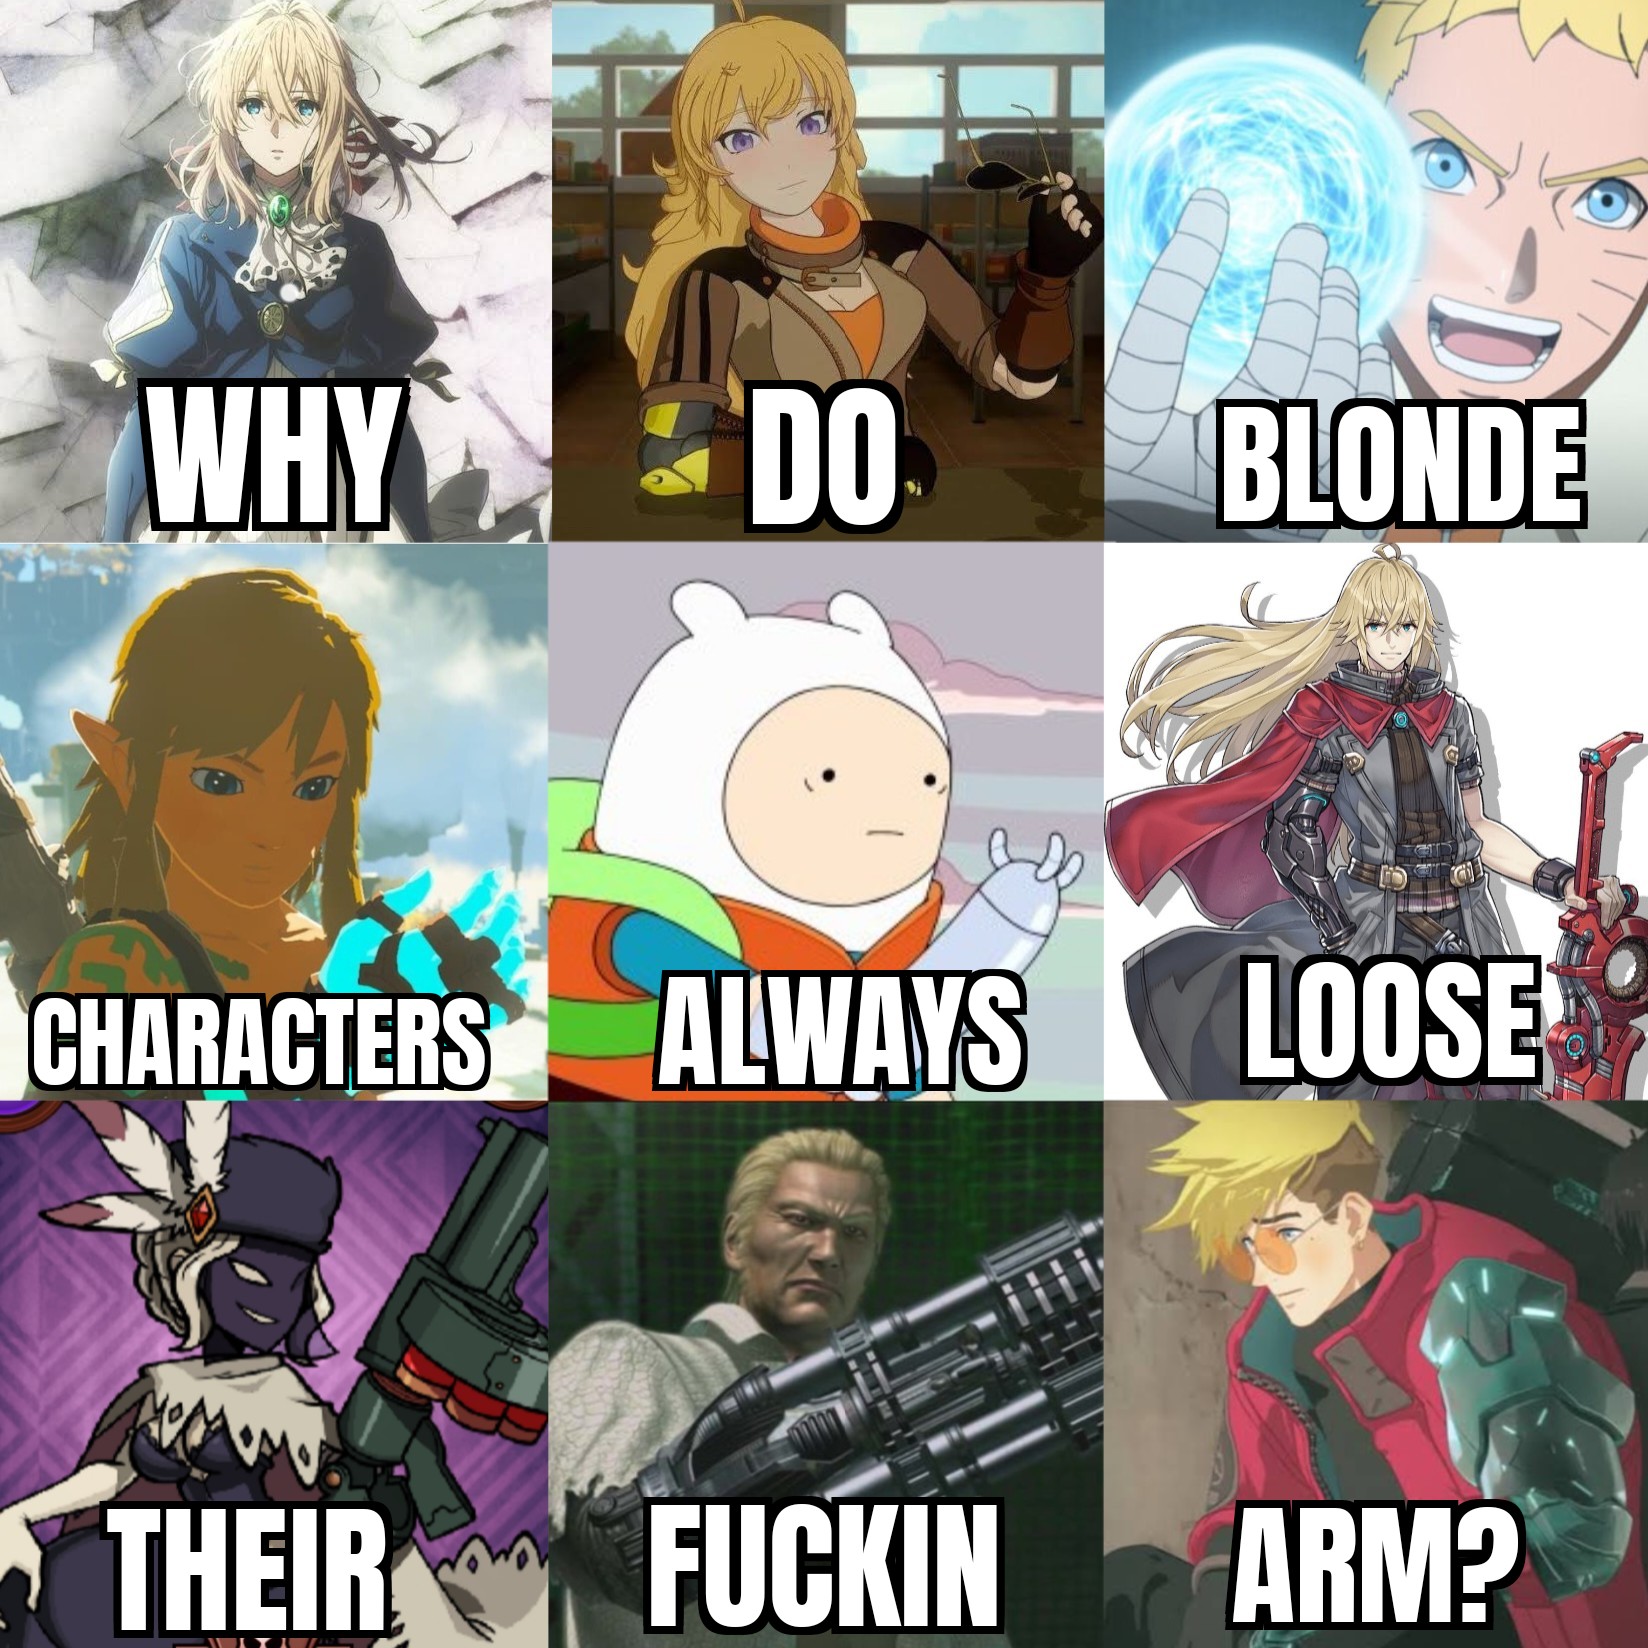 WHY
DO
BLONDE
CHARACTERS
ALWAYS
LOOSE
THEIR
FUCKIN
ARM?